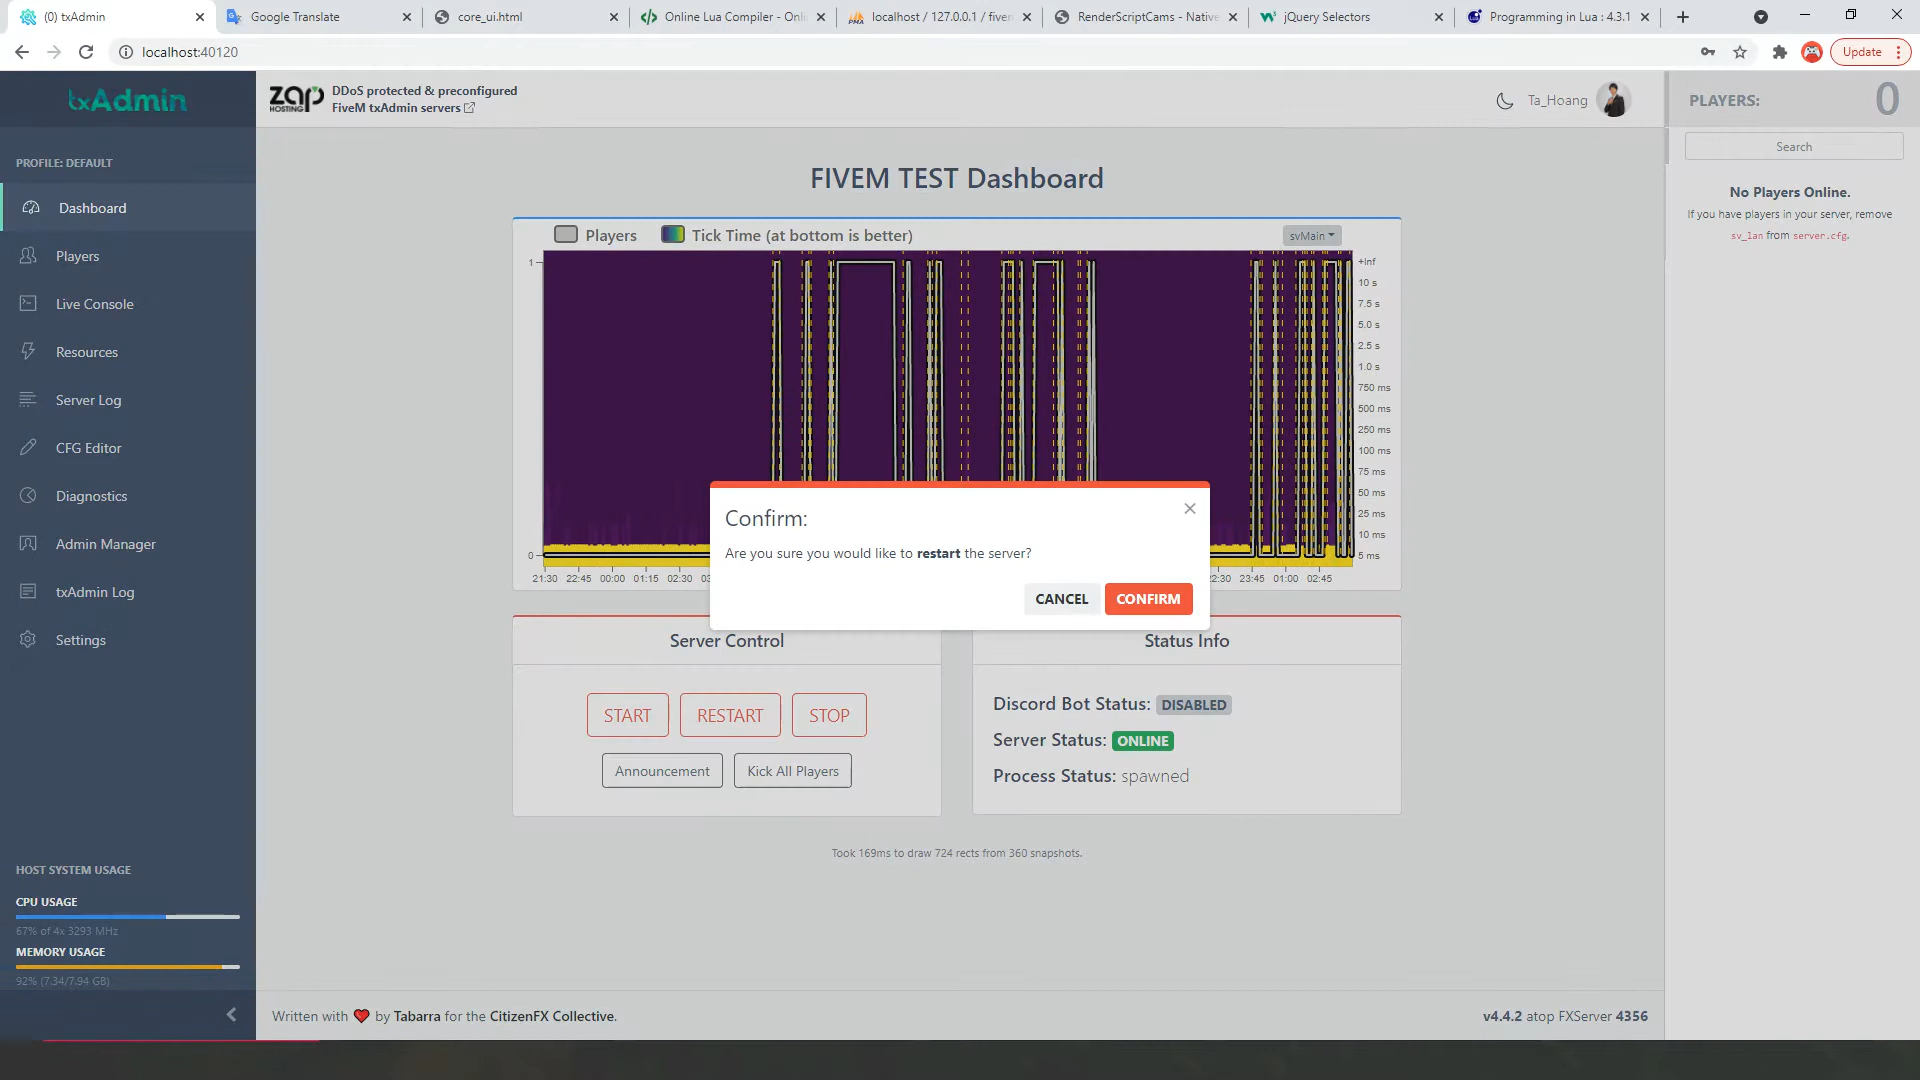 (0) txAdmin
Google Translate
core_ui.html
Online Lua Compiler - Onli
localhost / 127.0.0.1 / fiven
RenderScriptCams - Native
jQuery Selectors
Programming in Lua : 4.3.1
localhost:40120
Update
txAdmin
ZAP HOSTING
DDoS protected & preconfigured
FiveM txAdmin servers
Ta_Hoang
PLAYERS: 0
Search
No Players Online.
If you have players in your server, remove
sv_lan from server.cfg.
PROFILE: DEFAULT
Dashboard
Players
Live Console
Resources
Server Log
CFG Editor
Diagnostics
Admin Manager
txAdmin Log
Settings
HOST SYSTEM USAGE
CPU USAGE
67% of 4x 3293 MHz
MEMORY USAGE
92% (7.34/7.94 GB)
FIVEM TEST Dashboard
Players Tick Time (at bottom is better) svMain
1
0
+Inf
10 s
7.5 s
5.0 s
2.5 s
1.0 s
750 ms
500 ms
250 ms
100 ms
75 ms
50 ms
25 ms
10 ms
5 ms
21:30 22:45 00:00 01:15 02:30 23:45 01:00 02:45
Confirm:
Are you sure you would like to restart the server?
CANCEL CONFIRM
Server Control
START RESTART STOP
Announcement Kick All Players
Status Info
Discord Bot Status: DISABLED
Server Status: ONLINE
Process Status: spawned
Took 169ms to draw 724 rects from 360 snapshots.
Written with ❤ by Tabarra for the CitizenFX Collective.
v4.4.2 atop FXServer 4356